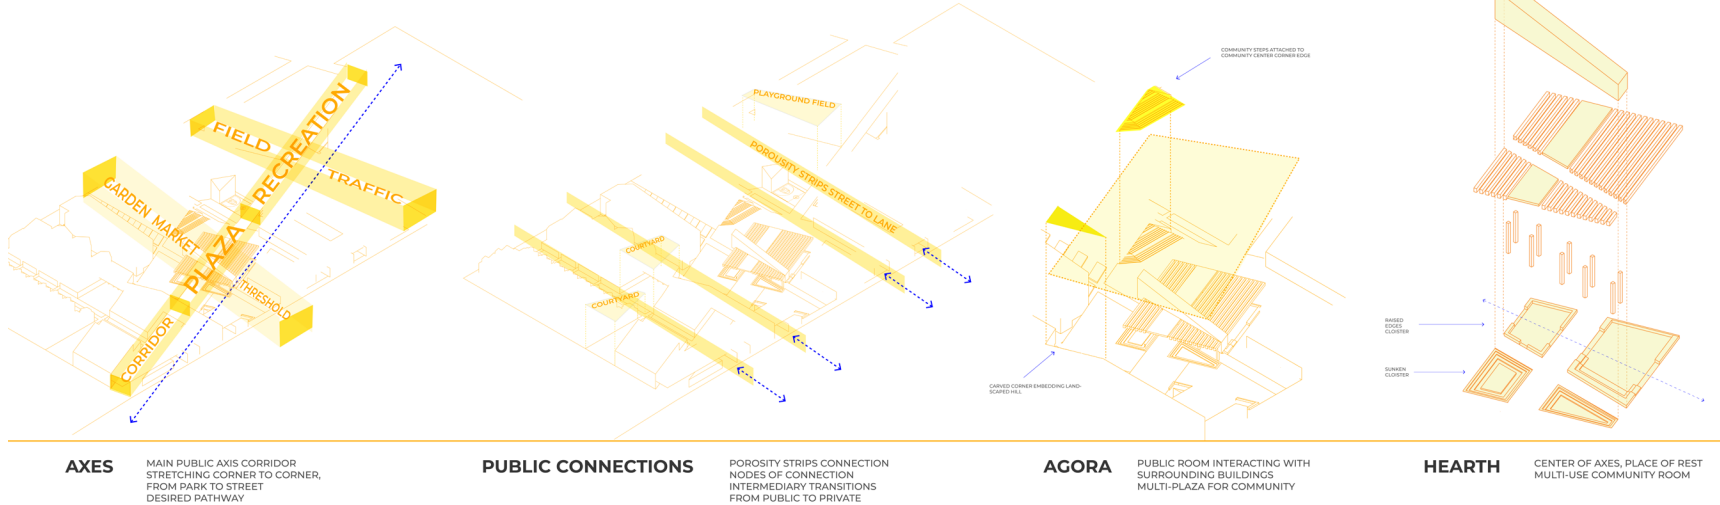 FIELD
TRAFFIC
GARDEN MARKET
THRESHOLD
CORRIDOR
PLAZA
RECREATION
AXES
MAIN PUBLIC AXIS CORRIDOR
STRETCHING CORNER TO CORNER,
FROM PARK TO STREET
DESIRED PATHWAY
PLAYGROUND FIELD
POROUSITY STRIPS STREET TO LANE
COURTYARD
COURTYARD
PUBLIC CONNECTIONS
POROSITY STRIPS CONNECTION
NODES OF CONNECTION
INTERMEDIARY TRANSITIONS
FROM PUBLIC TO PRIVATE
COMMUNITY STEPS ATTACHED TO
COMMUNITY CENTER CORNER EDGE
CARVED CORNER EMBEDDING LAND-
SCAPED HILL
AGORA
PUBLIC ROOM INTERACTING WITH
SURROUNDING BUILDINGS
MULTI-PLAZA FOR COMMUNITY
RAISED
EDGES
CLOISTER
SUNKEN
CLOISTER
HEARTH
CENTER OF AXES, PLACE OF REST
MULTI-USE COMMUNITY ROOM